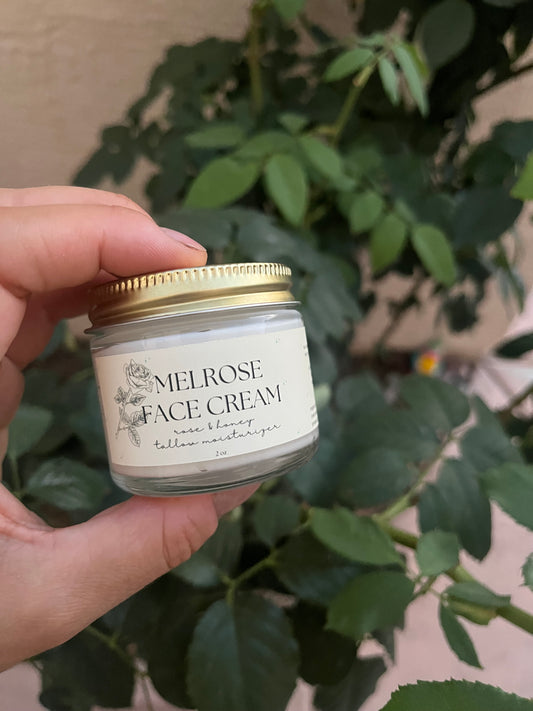 MELROSE
FACE CREAM
rose & honey
tallow moisturizer
2 oz